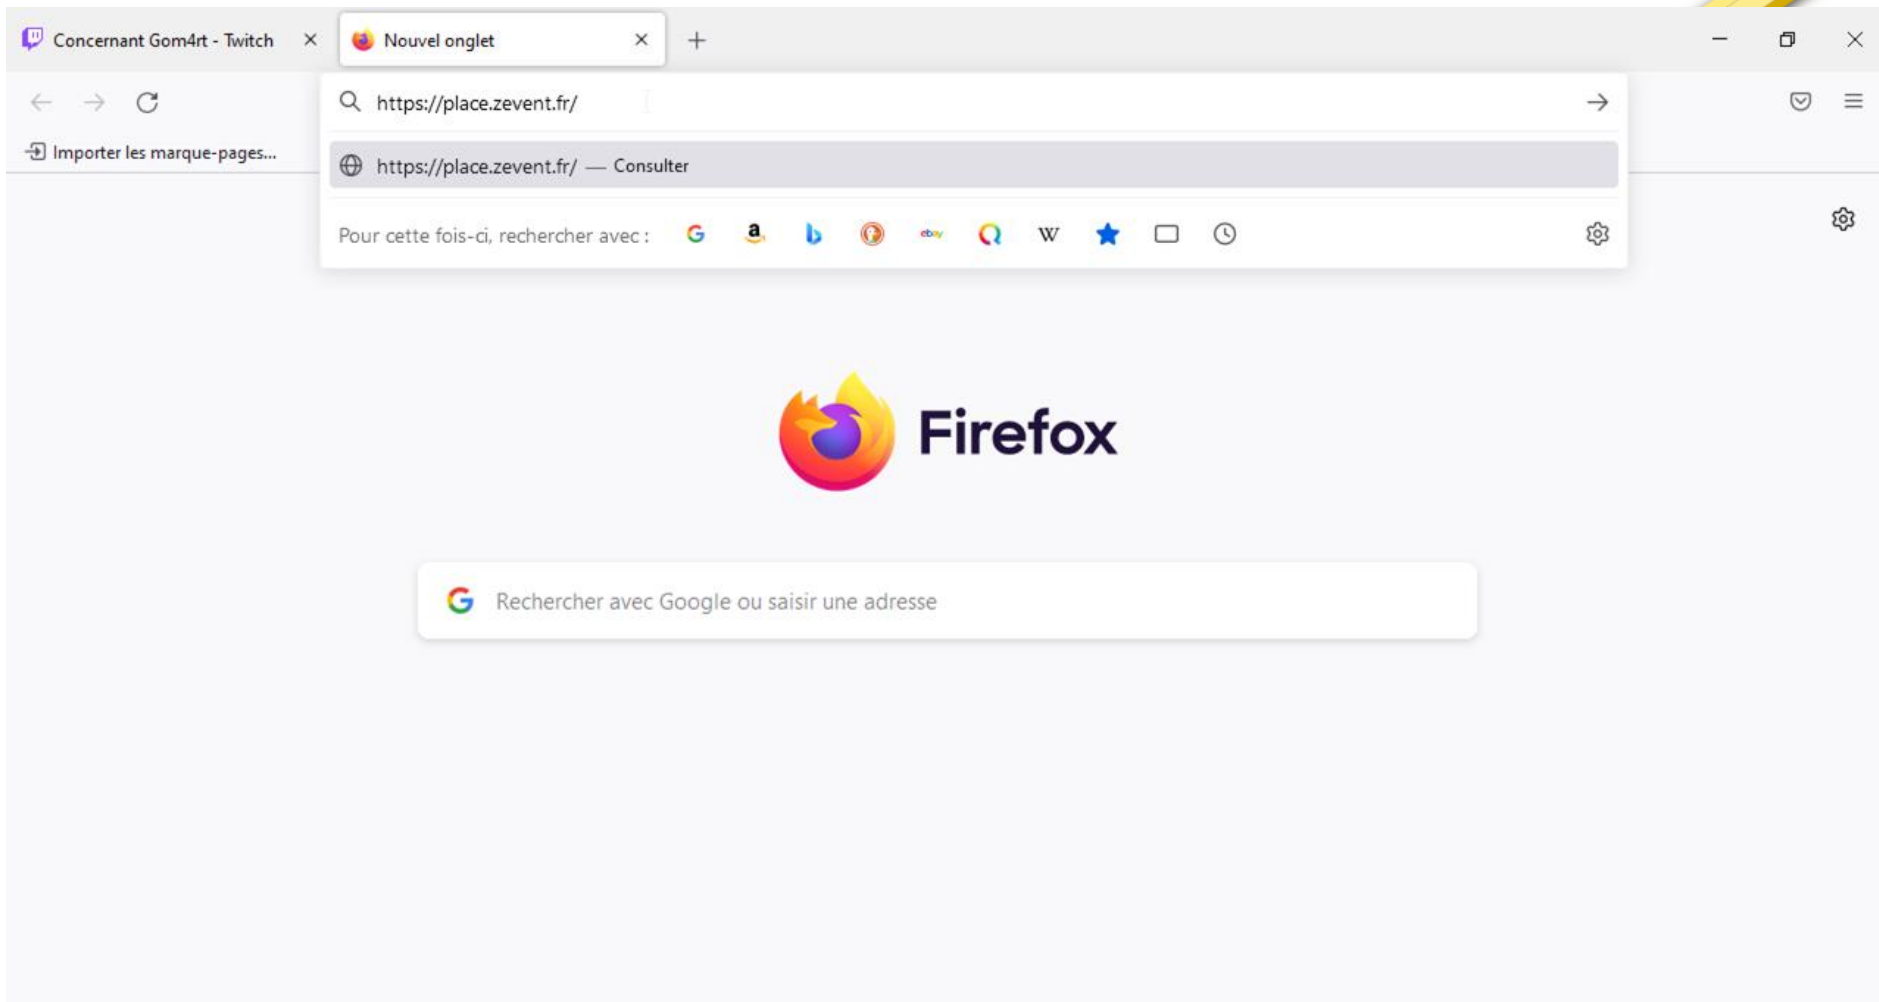 Concernant Gom4rt - Twitch
Nouvel onglet
https://place.zevent.fr/
Importer les marque-pages...
https://place.zevent.fr/ — Consulter
Pour cette fois-ci, rechercher avec : G a b ebay Q W
Firefox
G Rechercher avec Google ou saisir une adresse